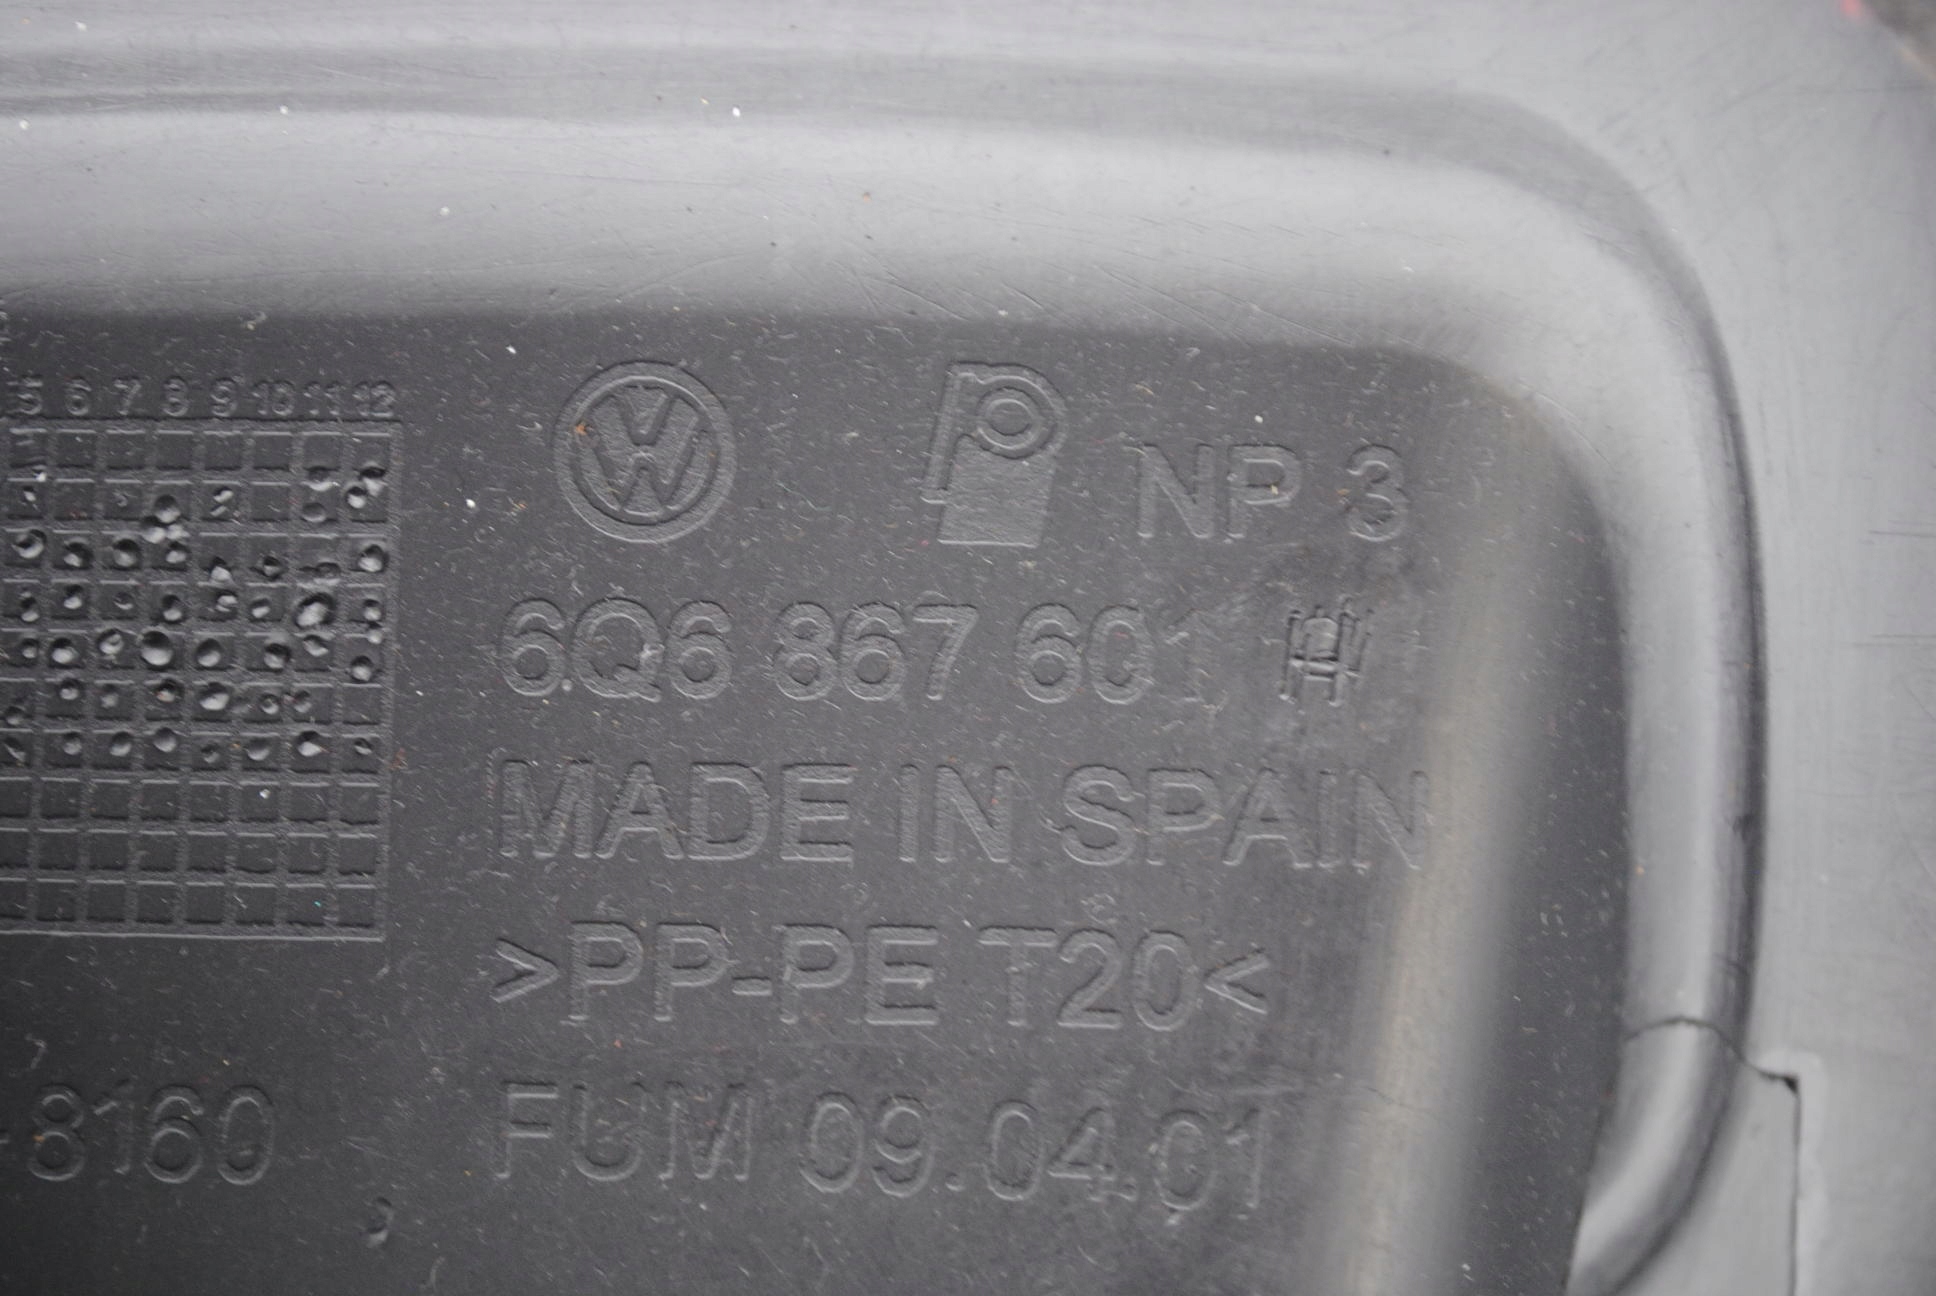 5 6 7 8 9 10 11 12
NP 3
6Q6 867 601
MADE IN SPAIN
>PP-PE T20<
8160
FUM 09.04.01